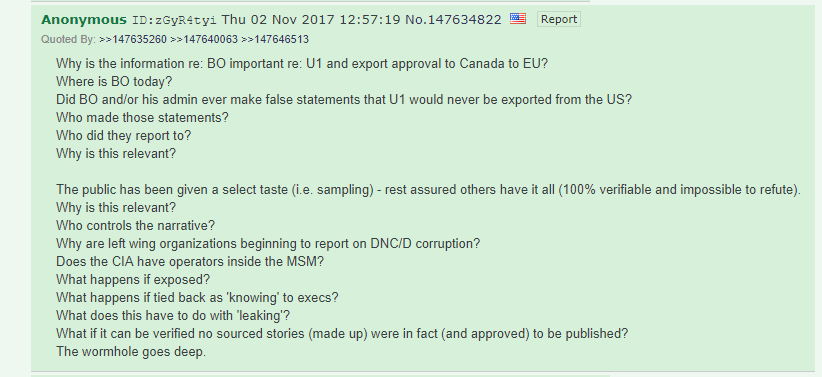 Anonymous ID:zGyR4tyi Thu 02 Nov 2017 12:57:19 No.147634822 Report
Quoted By: >>147635260 >>147640063 >>147646513
Why is the information re: BO important re: U1 and export approval to Canada to EU?
Where is BO today?
Did BO and/or his admin ever make false statements that U1 would never be exported from the US?
Who made those statements?
Who did they report to?
Why is this relevant?
The public has been given a select taste (i.e. sampling) - rest assured others have it all (100% verifiable and impossible to refute).
Why is this relevant?
Who controls the narrative?
Why are left wing organizations beginning to report on DNC/D corruption?
Does the CIA have operators inside the MSM?
What happens if exposed?
What happens if tied back as 'knowing' to execs?
What does this have to do with 'leaking'?
What if it can be verified no sourced stories (made up) were in fact (and approved) to be published?
The wormhole goes deep.